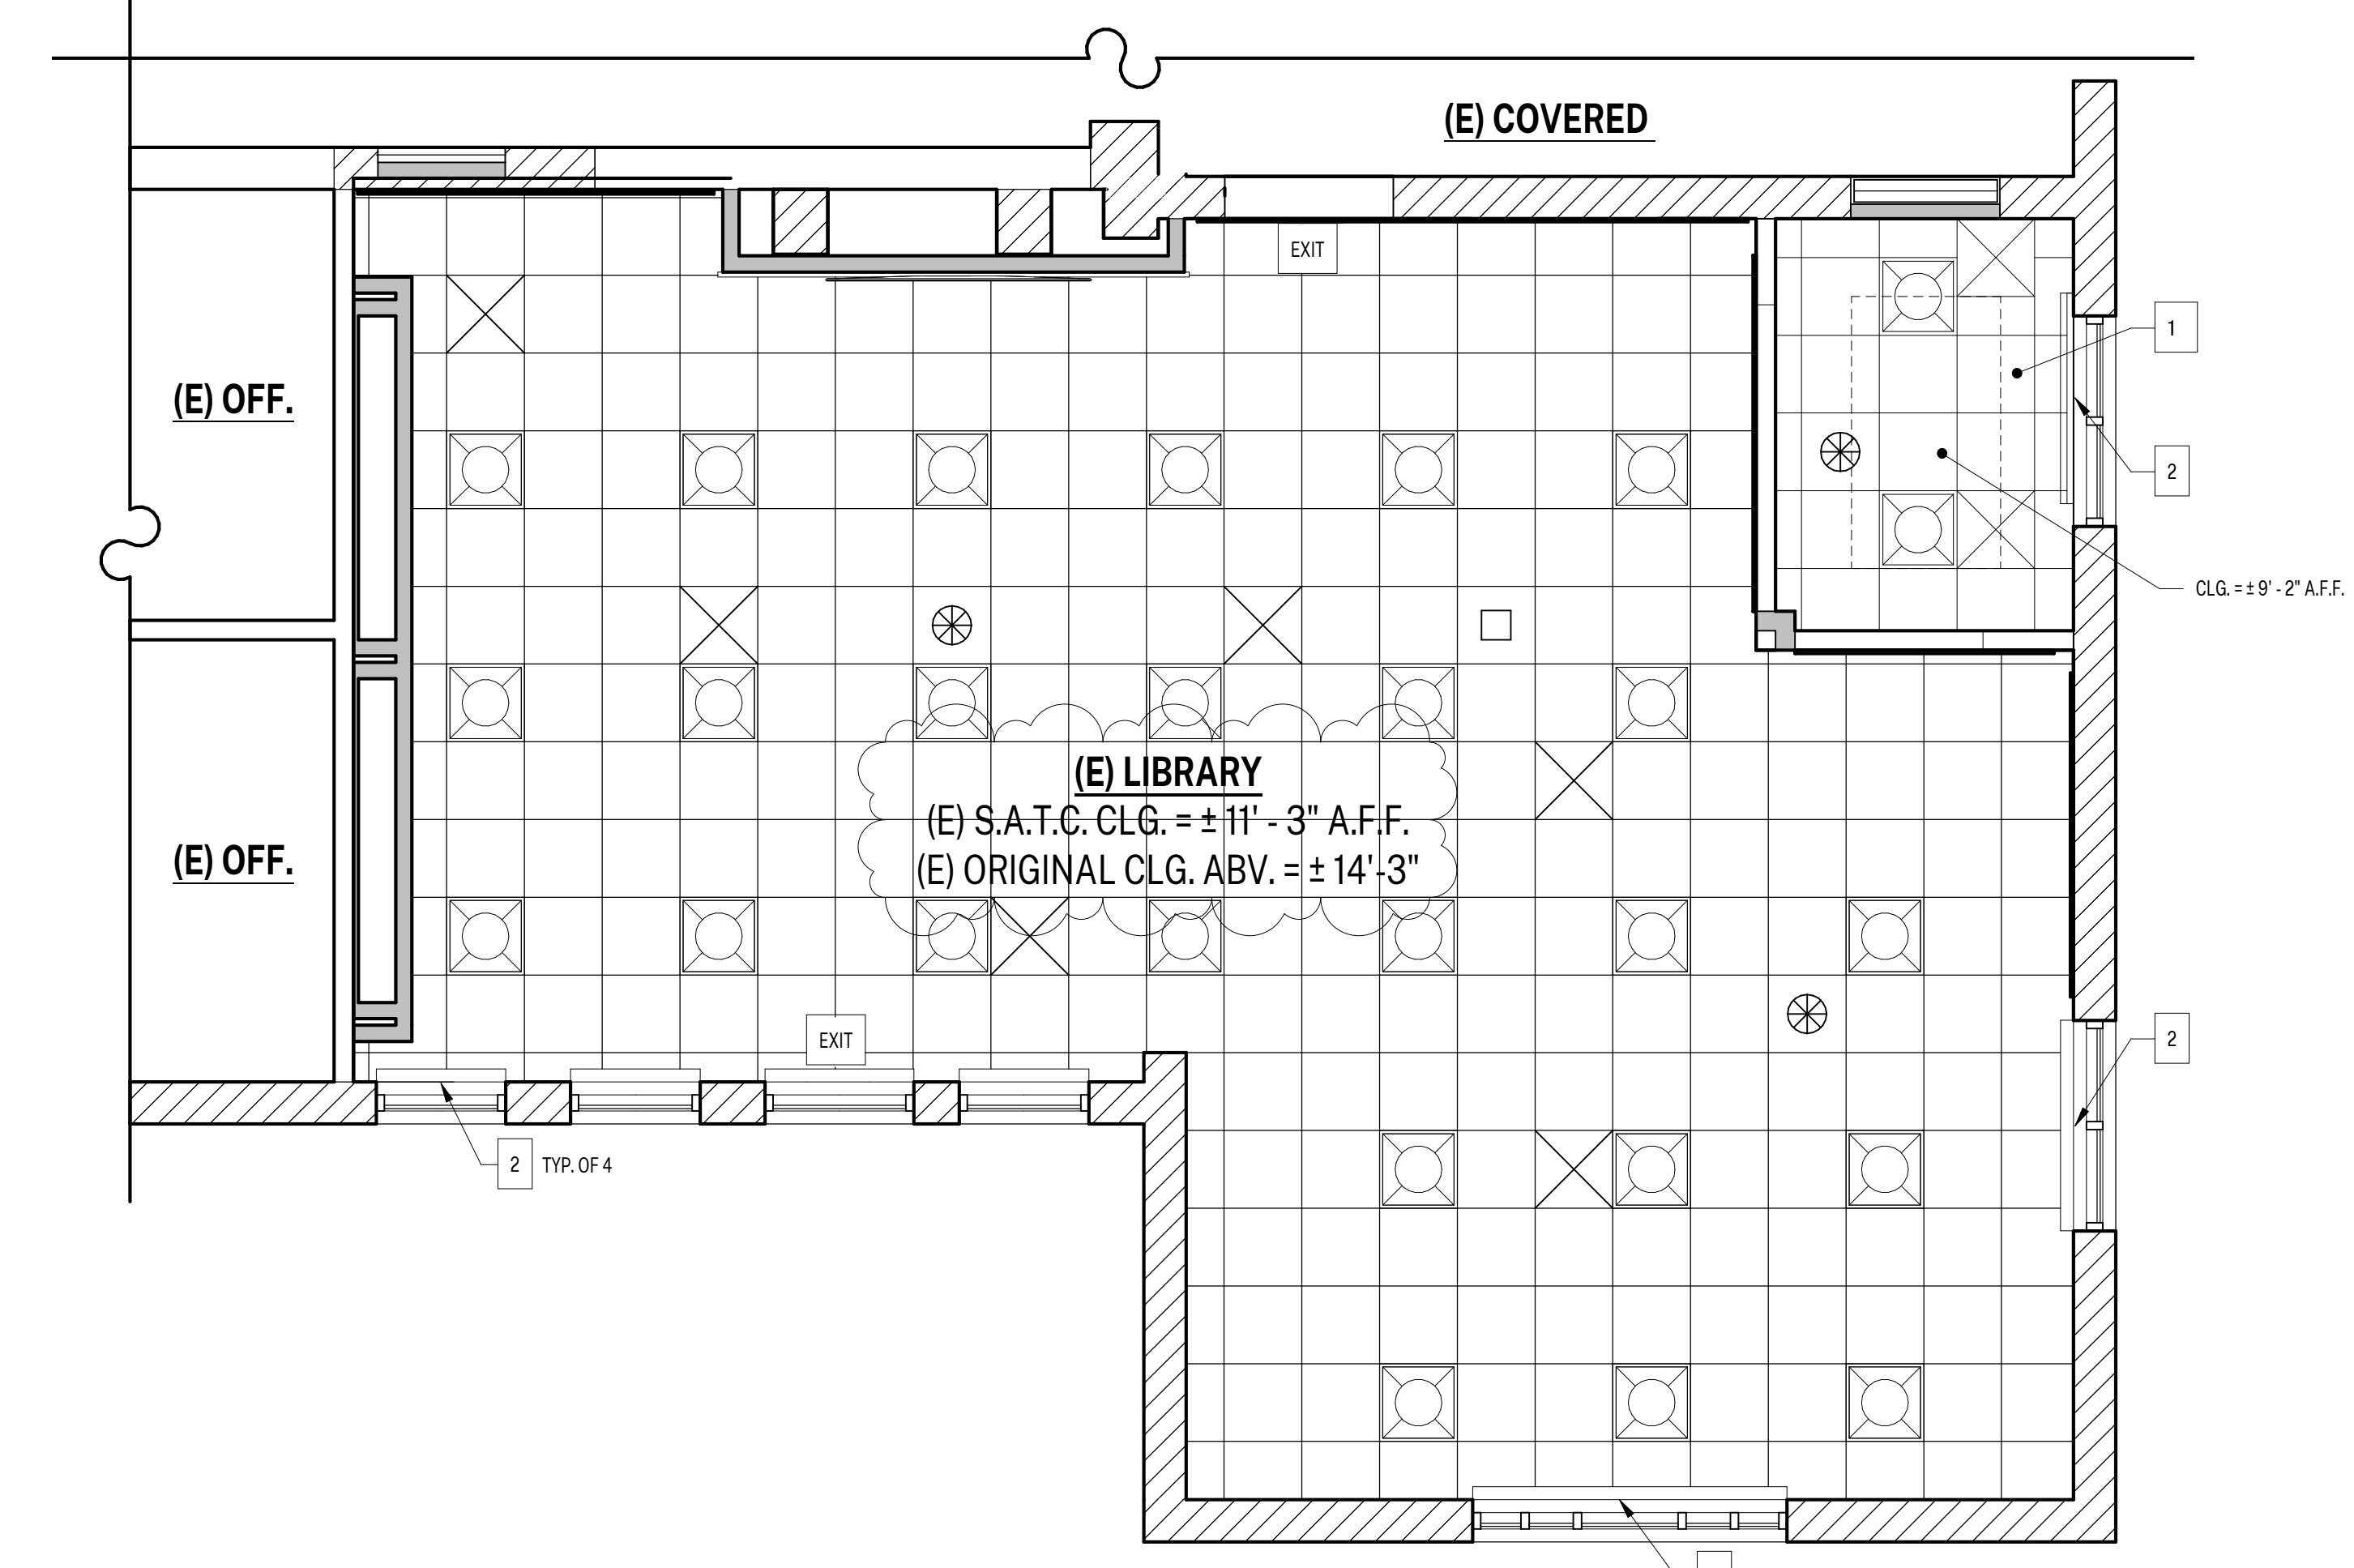 (E) COVERED
EXIT
1
(E) OFF.
2
CLG. = ± 9' - 2" A.F.F.
(E) LIBRARY
(E) S.A.T.C. CLG. = ± 11' - 3" A.F.F.
(E) ORIGINAL CLG. ABV. = ± 14'-3"
(E) OFF.
EXIT
2
2 TYP. OF 4